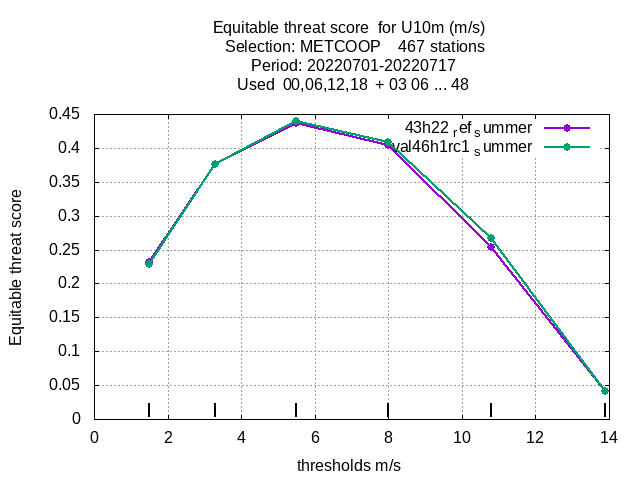 Equitable threat score  for U10m (m/s)
Selection: METCOOP    467 stations
Period: 20220701-20220717
Used  00,06,12,18  + 03 06 ... 48
43h22 ref summer
val46h1rc1 summer
Equitable threat score
0.45
0.4
0.35
0.3
0.25
0.2
0.15
0.1
0.05
0
0 2 4 6 8 10 12 14
thresholds m/s